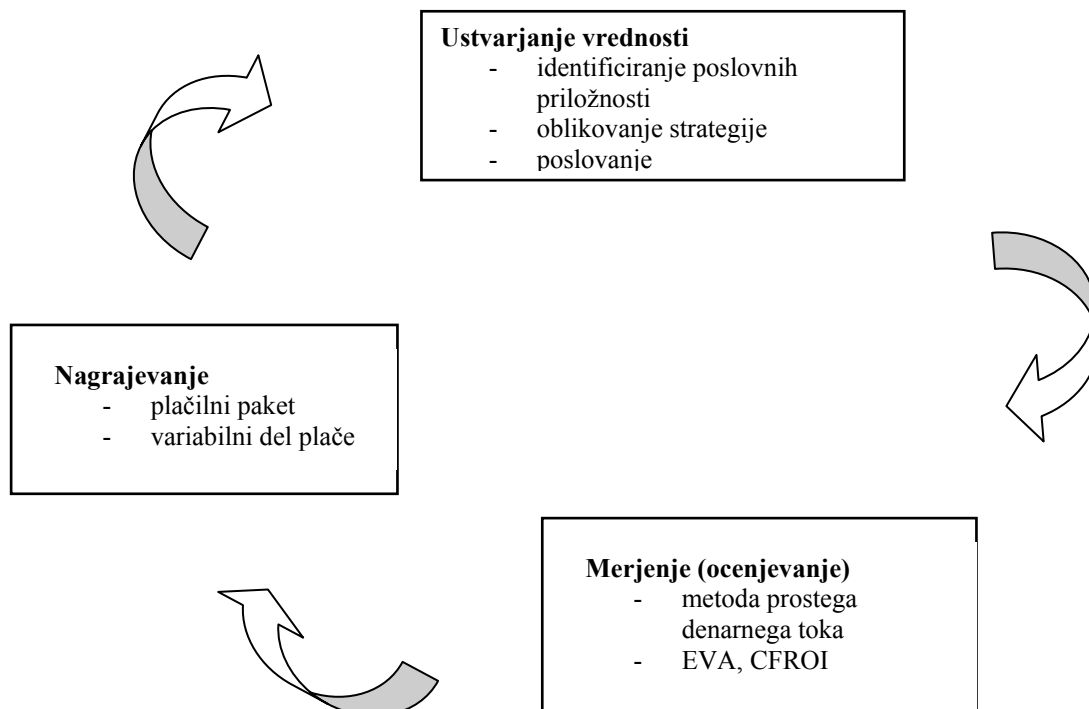 Ustvarjanje vrednosti
- identificiranje poslovnih
priložnosti
- oblikovanje strategije
- poslovanje
Nagrajevanje
- plačilni paket
- variabilni del plače
Merjenje (ocenjevanje)
- metoda prostega
denarnega toka
- EVA, CFROI